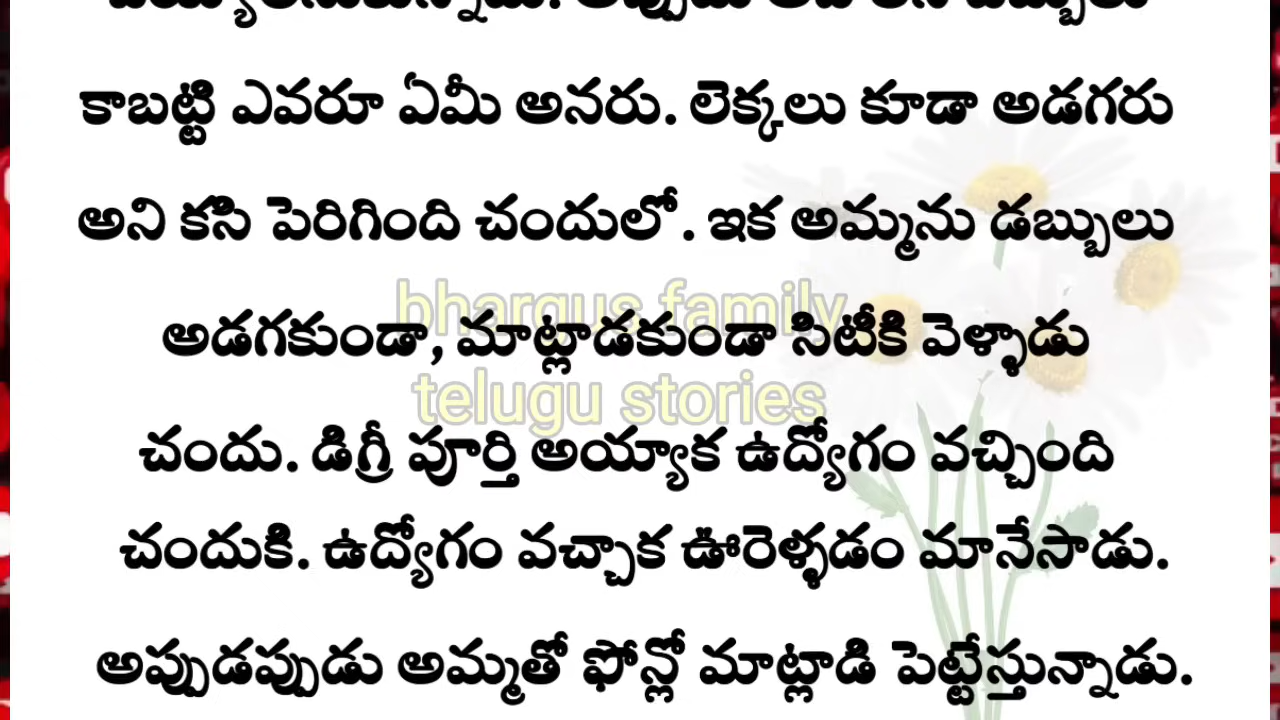 కాబట్టి ఎవరూ ఏమీ అనరు. లెక్కలు కూడా అడగరు
అని కసి పెరిగింది చందులో. ఇక అమ్మను డబ్బులు
bhargus family
అడగకుండా, మాట్లాడకుండా సిటీకి వెళ్ళాడు
telugu stories
చందు. డిగ్రీ పూర్తి అయ్యాక ఉద్యోగం వచ్చింది
చందుకి. ఉద్యోగం వచ్చాక ఊరెళ్ళడం మానేసాడు.
అప్పుడప్పుడు అమ్మతో ఫోన్లో మాట్లాడి పెట్టేస్తున్నాడు.